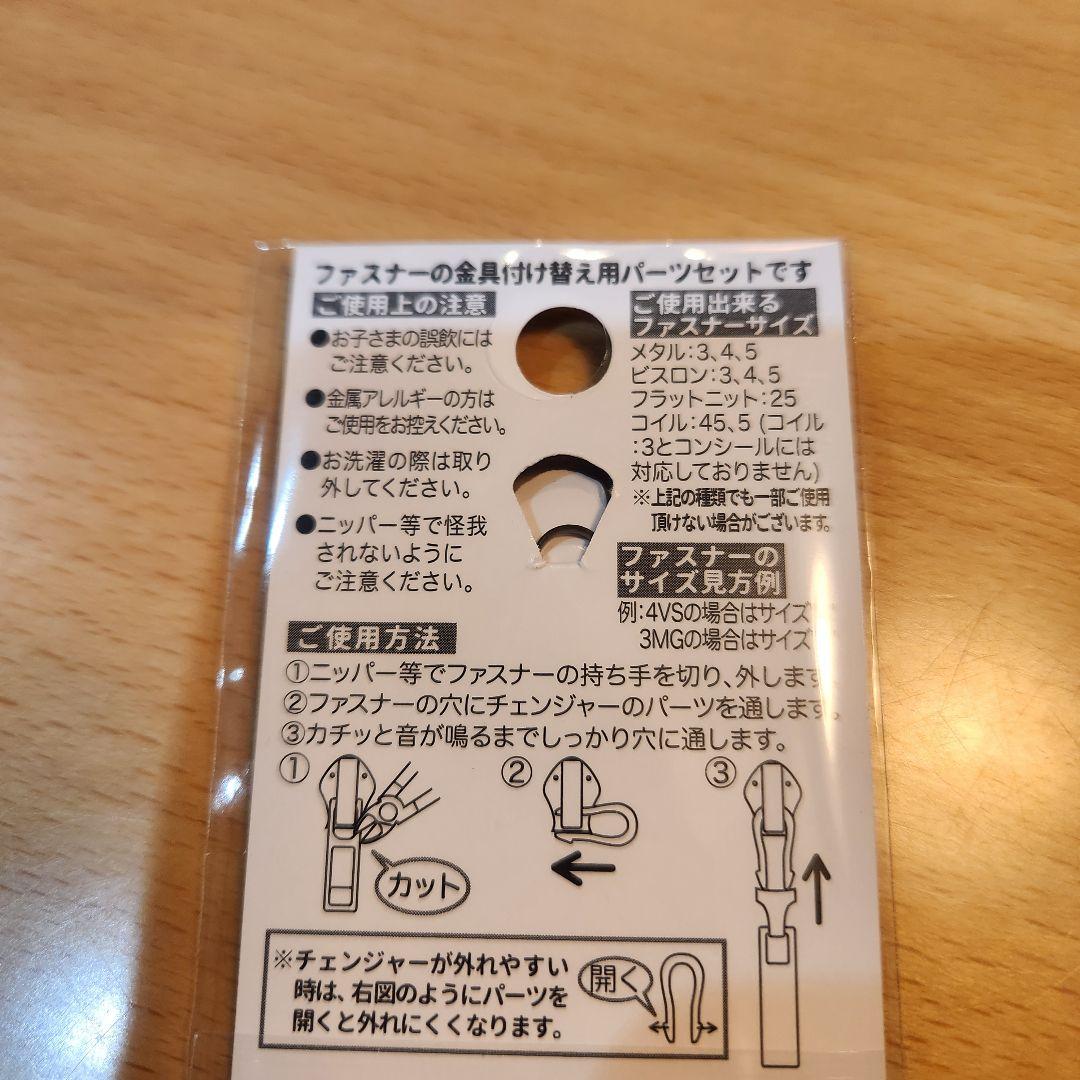 ファスナーの金具付け替え用パーツセットです
ご使用上の注意
●お子さまの誤飲には
ご注意ください。
●金属アレルギーの方は
ご使用をお控えください。
●お洗濯の際は取り
外してください。
●ニッパー等で怪我
されないように
ご注意ください。
ご使用出来る
ファスナーサイズ
メタル:3、4、5
ビスロン:3、4、5
フラットニット:25
コイル:45、5 (コイル
:3とコンシールには
対応しておりません)
※上記の種類でも一部ご使用
頂けない場合がございます。
ファスナーの
サイズ見方例
例:4VSの場合はサイズ
3MGの場合はサイズ
ご使用方法
①ニッパー等でファスナーの持ち手を切り、外します
②ファスナーの穴にチェンジャーのパーツを通します。
③カチッと音が鳴るまでしっかり穴に通します。
① ② ③
カット
※チェンジャーが外れやすい
時は、右図のようにパーツを
開くと外れにくくなります。
開く